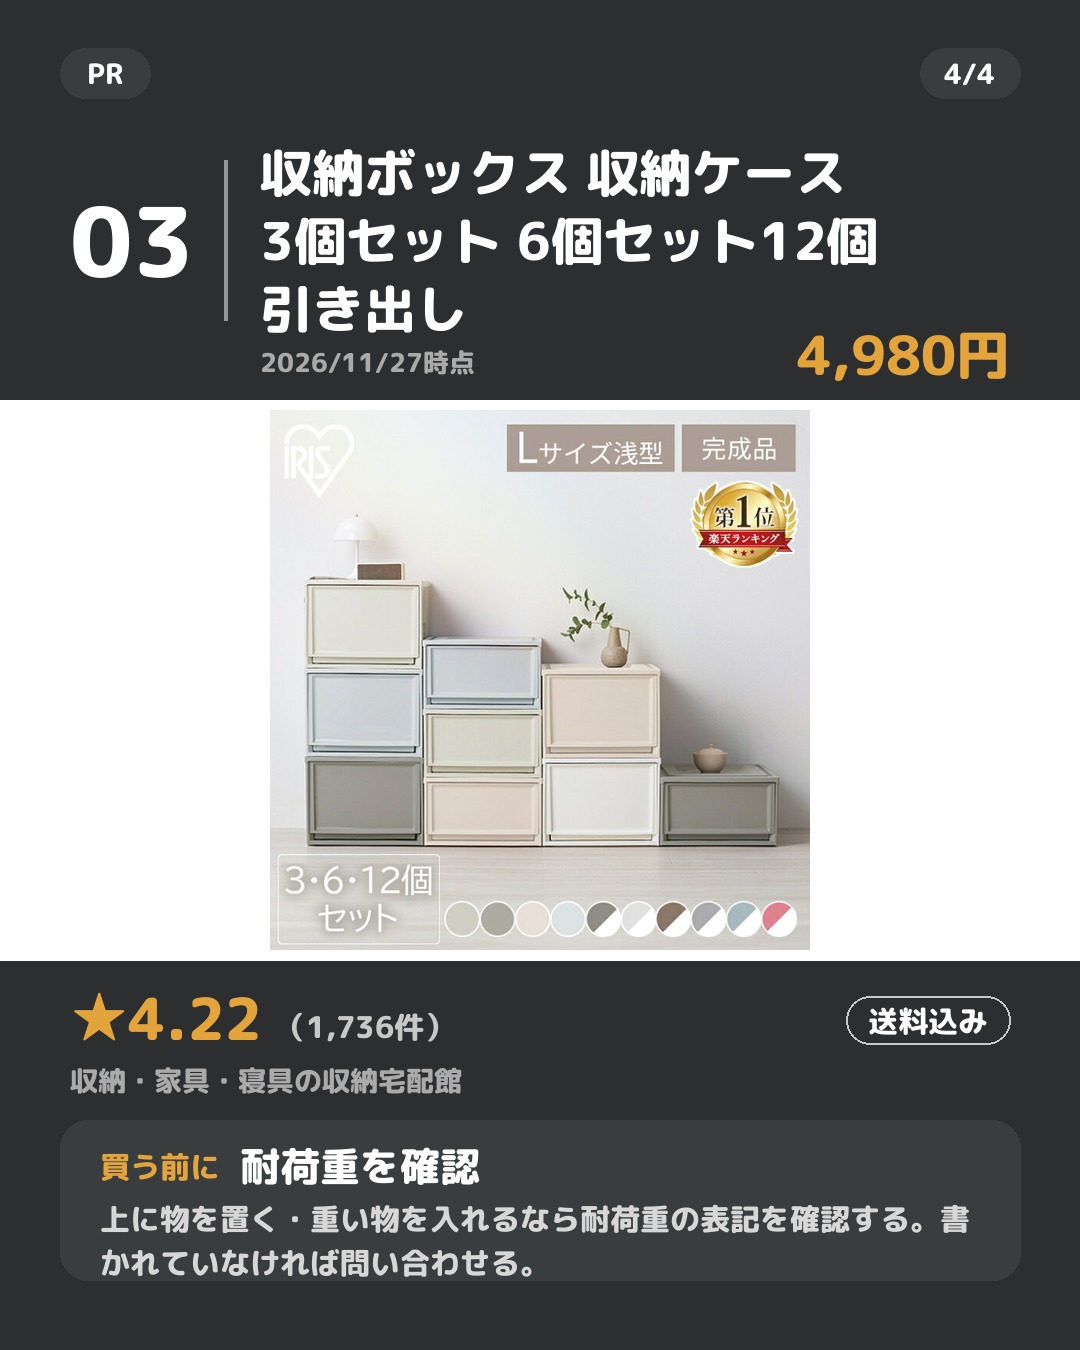 PR
4/4
03
収納ボックス 収納ケース
3個セット 6個セット12個
引き出し
2026/11/27時点
4,980円
IRIS
Lサイズ浅型
完成品
第1位
楽天ランキング
3・6・12個
セット
★4.22 (1,736件)
送料込み
収納・家具・寝具の収納宅配館
買う前に 耐荷重を確認
上に物を置く・重い物を入れるなら耐荷重の表記を確認する。書
かれていなければ問い合わせる。